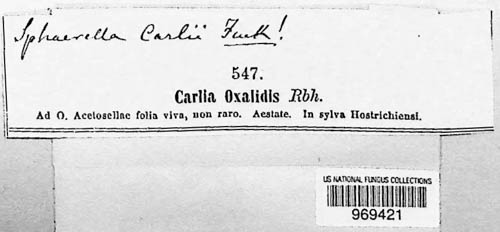 Sphaerella Carlii Fuck!
547.
Carlia Oxalidis Rbh.
Ad O. Acetosellae folia viva, non raro. Aestate. In sylva Hostrichiensi.
US NATIONAL FUNGUS COLLECTIONS
969421